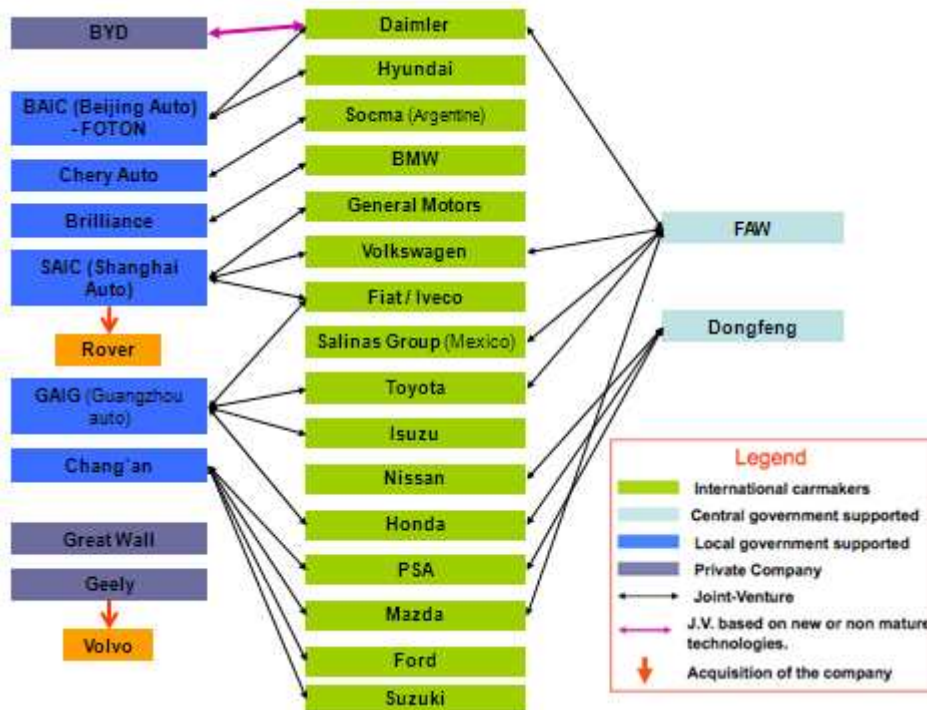 BYD
BAIC (Beijing Auto)
- FOTON
Chery Auto
Brilliance
SAIC (Shanghai
Auto)
Rover
GAIG (Guangzhou
auto)
Chang´an
Great Wall
Geely
Volvo
Daimler
Hyundai
Socma (Argentine)
BMW
General Motors
Volkswagen
Fiat / Iveco
Salinas Group (Mexico)
Toyota
Isuzu
Nissan
Honda
PSA
Mazda
Ford
Suzuki
FAW
Dongfeng
Legend
International carmakers
Central government supported
Local government supported
Private Company
Joint-Venture
J.V. based on new or non mature
technologies.
Acquisition of the company